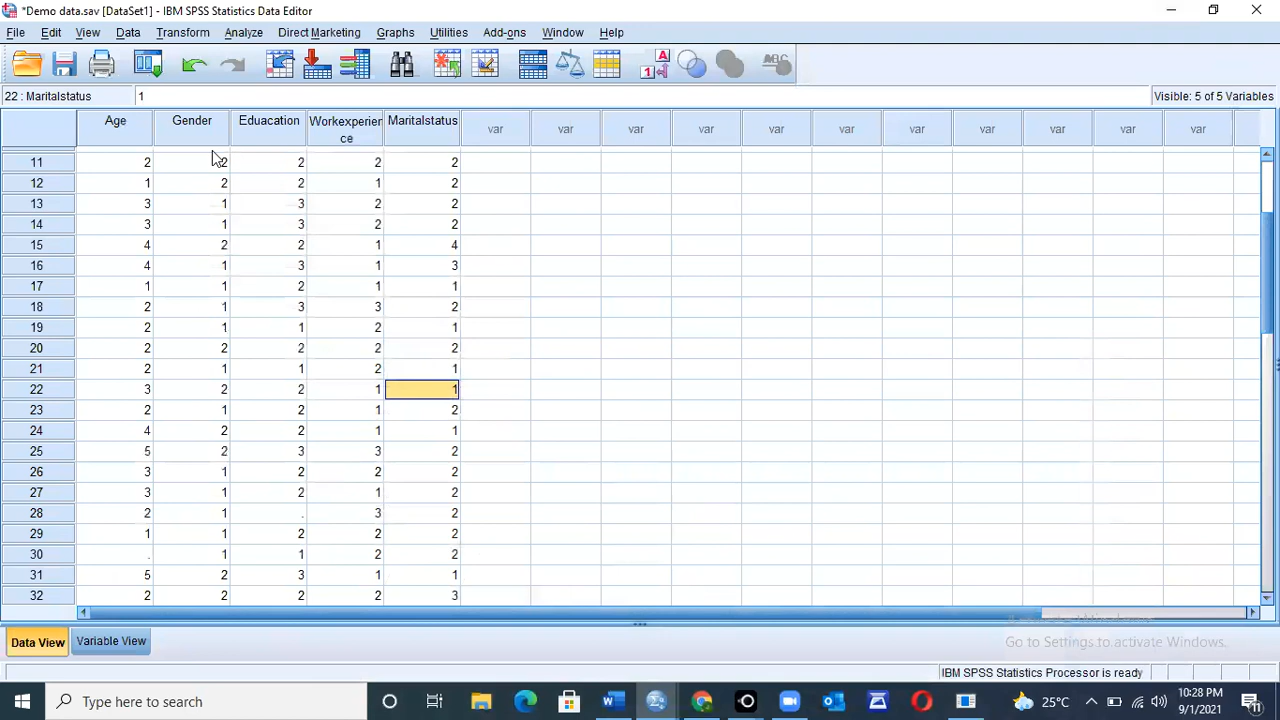 *Demo data.sav [DataSet1] - IBM SPSS Statistics Data Editor
File Edit View Data Transform Analyze Direct Marketing Graphs Utilities Add-ons Window Help
22 : Maritalstatus 1 Visible: 5 of 5 Variables
Age Gender Eduacation Workexperien Maritalstatus var var var var var var var var var var var
ce
11 2 2 2 2 2
12 1 2 2 1 2
13 3 1 3 2 2
14 3 1 3 2 2
15 4 2 2 1 4
16 4 1 3 1 3
17 1 1 2 1 1
18 2 1 3 3 2
19 2 1 1 2 1
20 2 2 2 2 2
21 2 1 1 2 1
22 3 2 2 1 1
23 2 1 2 1 2
24 4 2 2 1 1
25 5 2 3 3 2
26 3 1 2 2 2
27 3 1 2 1 2
28 2 1 . 3 2
29 1 1 2 2 2
30 . 1 1 2 2
31 5 2 3 1 1
32 2 2 2 2 3
Data View Variable View
Go to Settings to activate Windows.
IBM SPSS Statistics Processor is ready
Type here to search
25°C
10:28 PM
9/1/2021